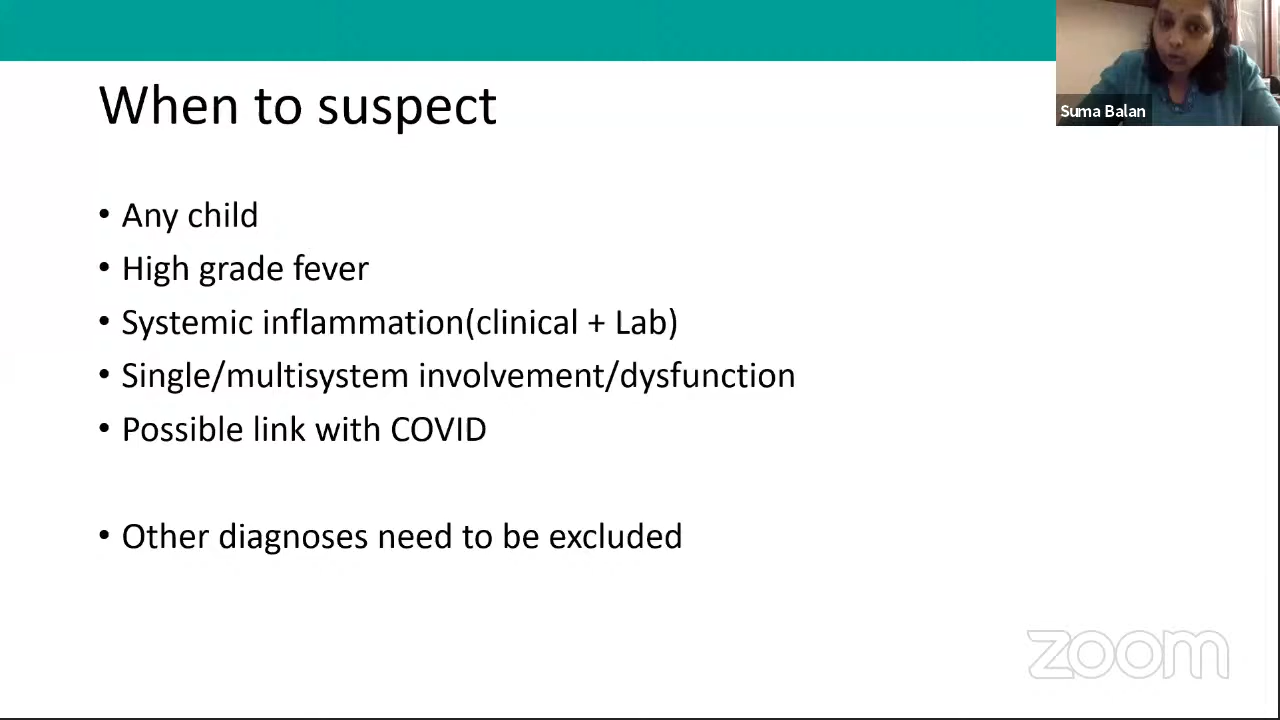 When to suspect
Suma Balan
• Any child
• High grade fever
• Systemic inflammation(clinical + Lab)
• Single/multisystem involvement/dysfunction
• Possible link with COVID
• Other diagnoses need to be excluded
zoom